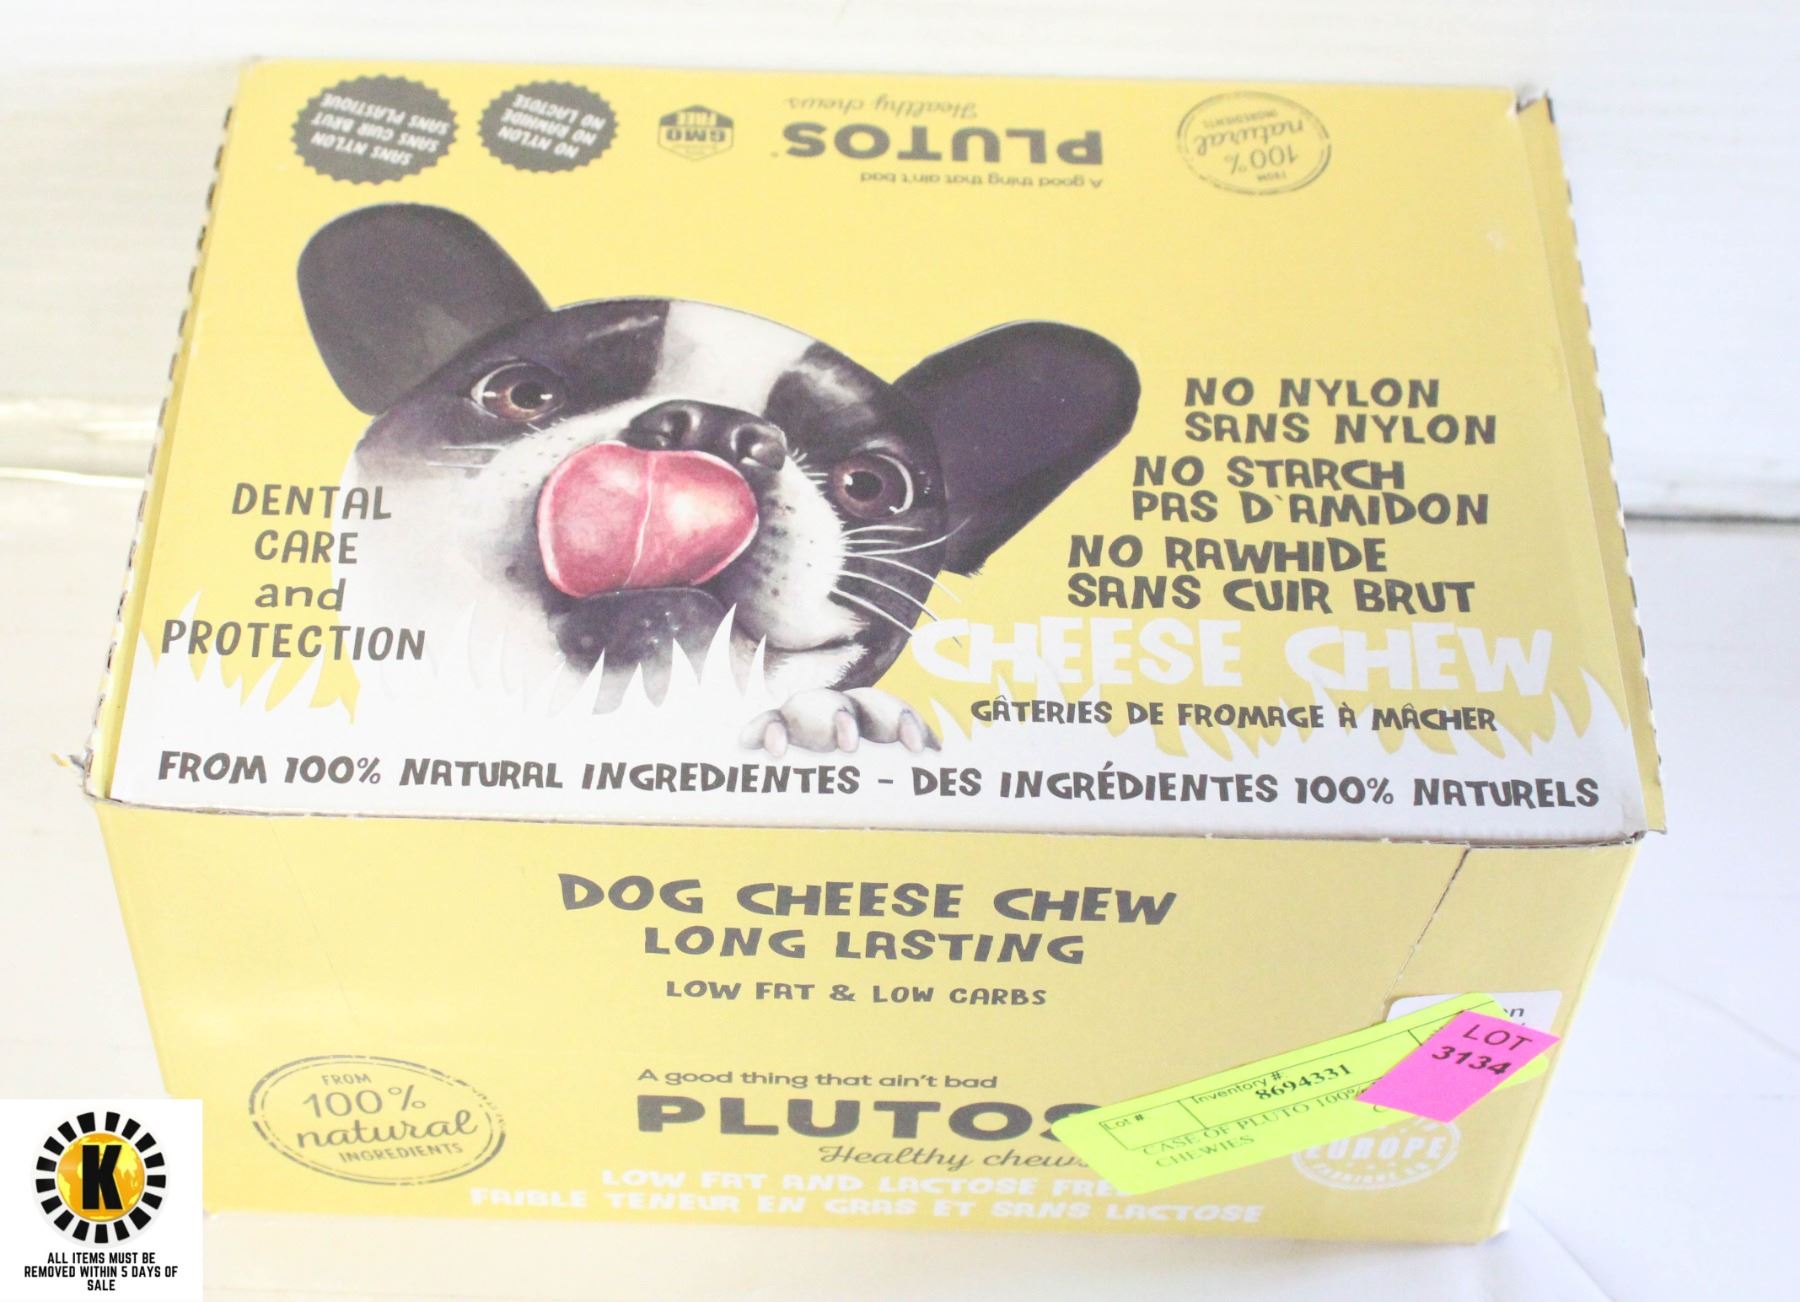 SANS NYLON
SANS CUIR BRUT
SANS PLASTIQUE
NO NYLON
NO RAWHIDE
NO LACTOSE
GMO
FREE
A good thing that ain't bad
PLUTOS
Healthy chews
FROM
100%
natural
INGREDIENTS
NO NYLON
SANS NYLON
NO STARCH
PAS D'AMIDON
NO RAWHIDE
SANS CUIR BRUT
DENTAL
CARE
and
PROTECTION
CHEESE CHEW
GÂTERIES DE FROMAGE À MÂCHER
FROM 100% NATURAL INGREDIENTES - DES INGRÉDIENTES 100% NATURELS
DOG CHEESE CHEW
LONG LASTING
LOW FAT & LOW CARBS
FROM
100%
natural
INGREDIENTS
A good thing that ain't bad
PLUTOS
Healthy chews
LOW FAT AND LACTOSE FREE
FAIBLE TENEUR EN GRAS ET SANS LACTOSE
LOT
3134
Lot #
Inventory #
8694331
CASE OF PLUTO 100%
CHEWIES
EUROPE
K
ALL ITEMS MUST BE
REMOVED WITHIN 5 DAYS OF
SALE